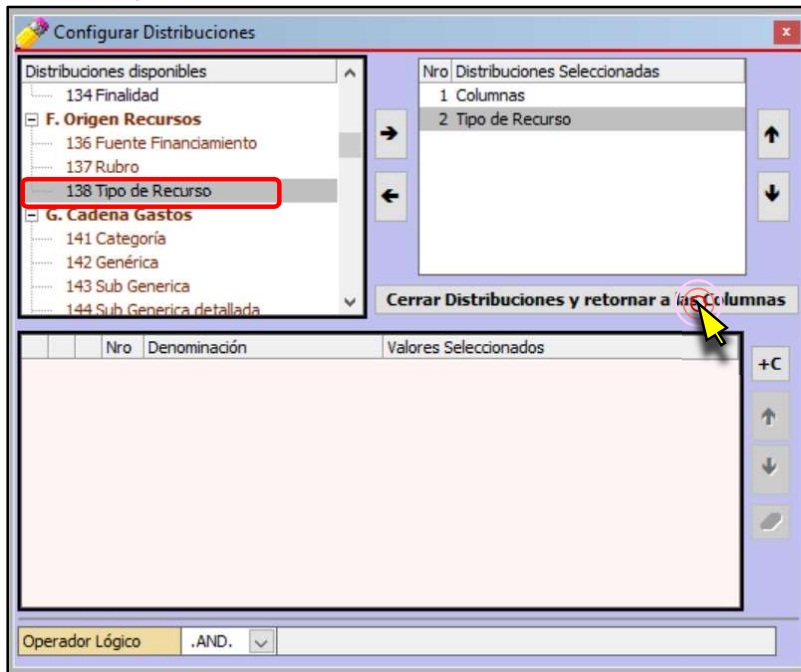 Configurar Distribuciones
x
Distribuciones disponibles
134 Finalidad
F. Origen Recursos
136 Fuente Financiamiento
137 Rubro
138 Tipo de Recurso
G. Cadena Gastos
141 Categoría
142 Genérica
143 Sub Generica
144 Sub Generica detallada
Nro Distribuciones Seleccionadas
1 Columnas
2 Tipo de Recurso
Cerrar Distribuciones y retornar a las Columnas
Nro Denominación Valores Seleccionados
+C
Operador Lógico .AND.